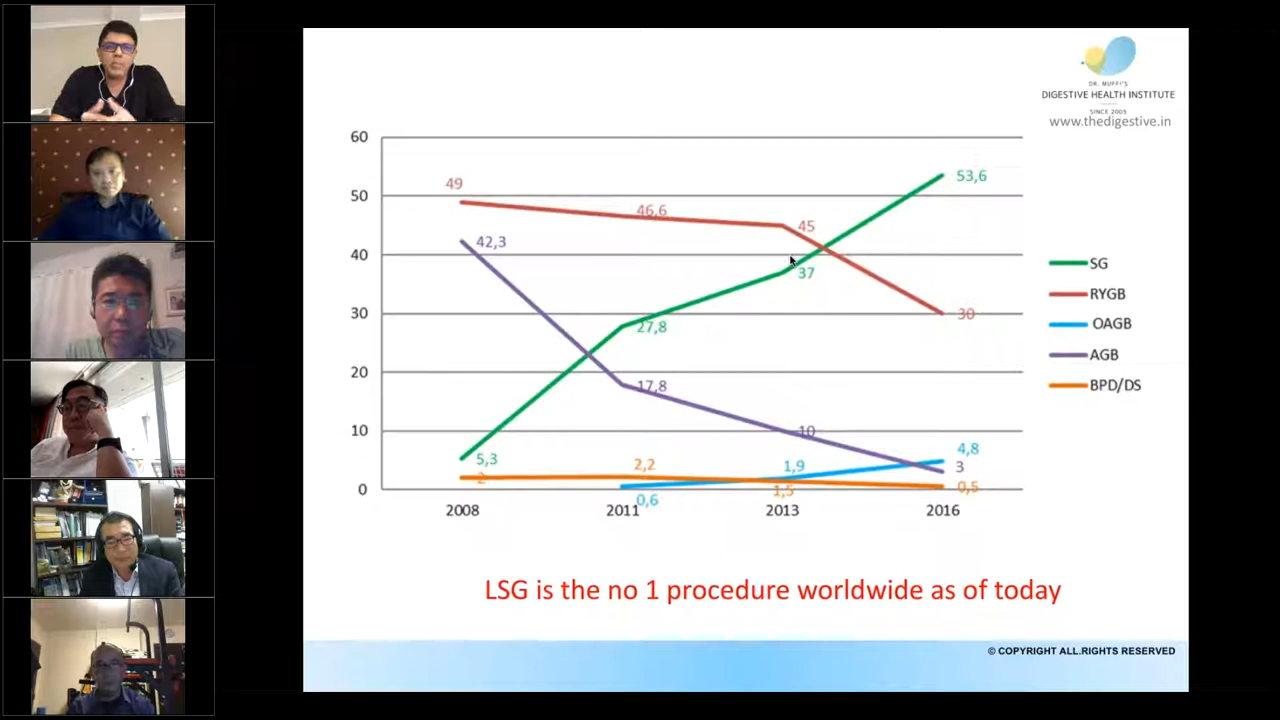 DR. MUFFI'S
DIGESTIVE HEALTH INSTITUTE
SINCE 2009
www.thedigestive.in
60
50
40
30
20
10
0
49
46,6
45
30
42,3
17,8
10
3
5,3
27,8
37
53,6
2
2,2
1,5
0,5
0,6
1,9
4,8
2008
2011
2013
2016
SG
RYGB
OAGB
AGB
BPD/DS
LSG is the no 1 procedure worldwide as of today
© COPYRIGHT ALL.RIGHTS RESERVED